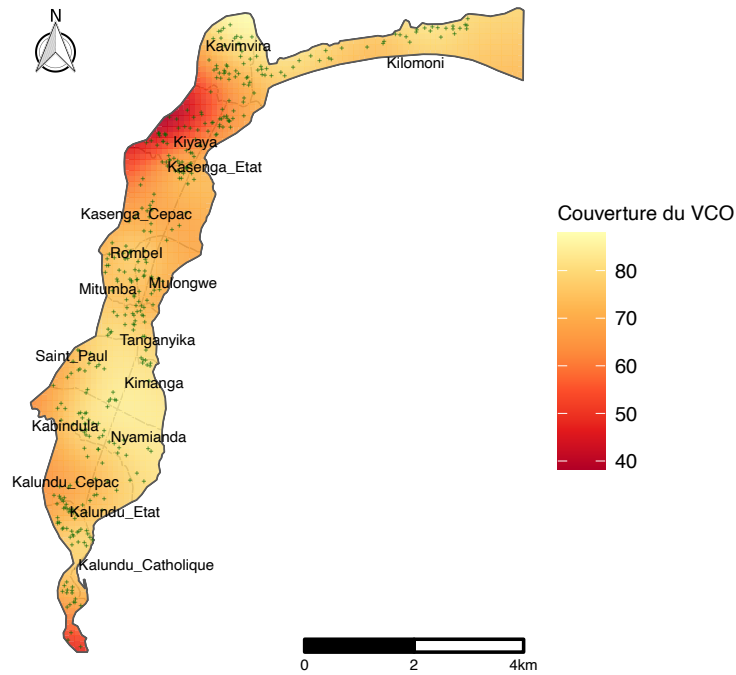 N
Kavimvira
Kilomoni
Kiyaya
Kasenga_Etat
Kasenga_Cepac
Rombel
Mulongwe
Mitumba
Tanganyika
Saint_Paul
Kimanga
Kabindula
Nyamianda
Kalundu_Cepac
Kalundu_Etat
Kalundu_Catholique
Couverture du VCO
80
70
60
50
40
0 2 4km